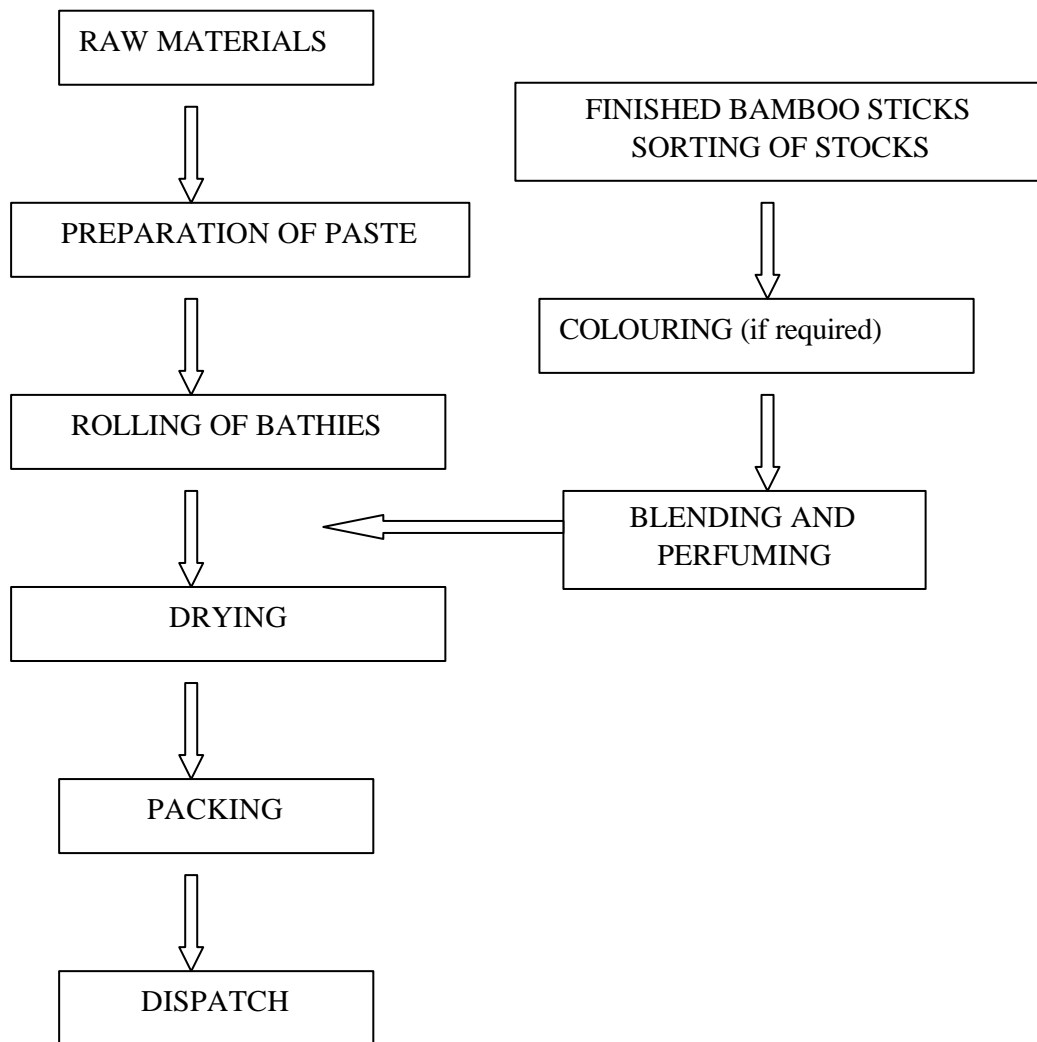 RAW MATERIALS
FINISHED BAMBOO STICKS
SORTING OF STOCKS
PREPARATION OF PASTE
COLOURING (if required)
ROLLING OF BATHIES
BLENDING AND
PERFUMING
DRYING
PACKING
DISPATCH